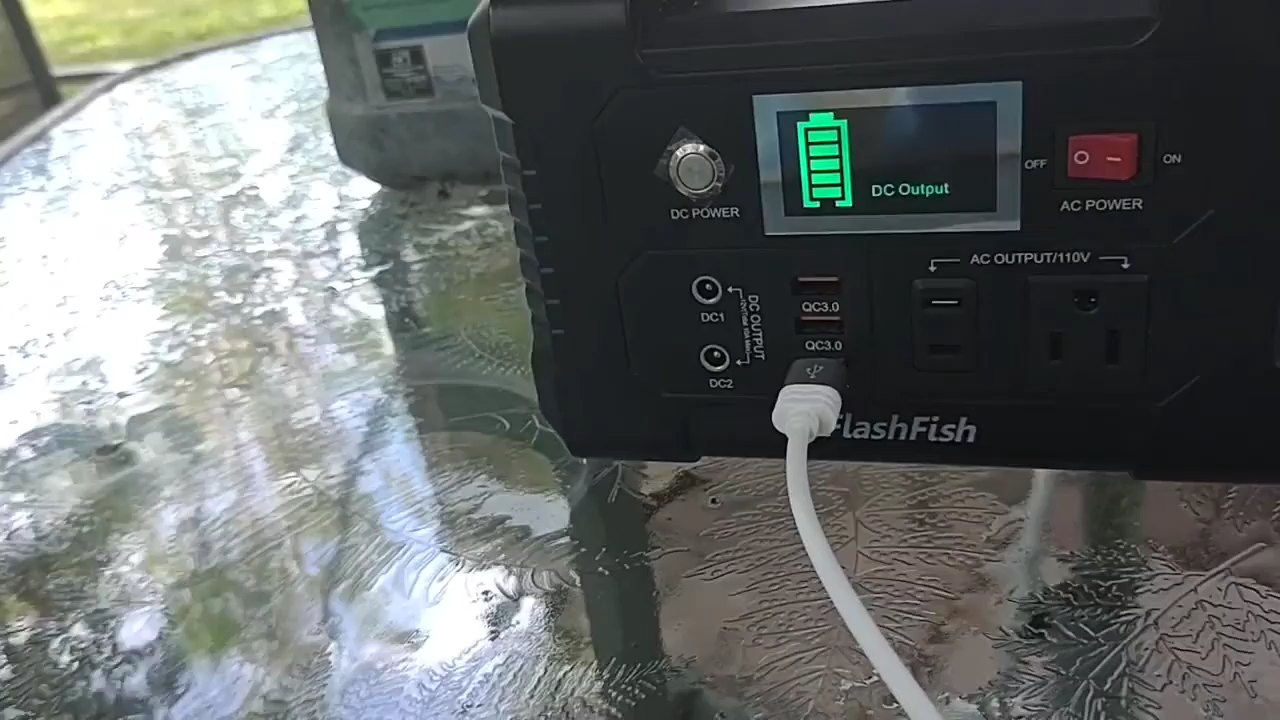 DC Output
OFF
ON
DC POWER
AC POWER
AC OUTPUT/110V
DC1
DC OUTPUT
QC3.0
QC3.0
DC2
FlashFish